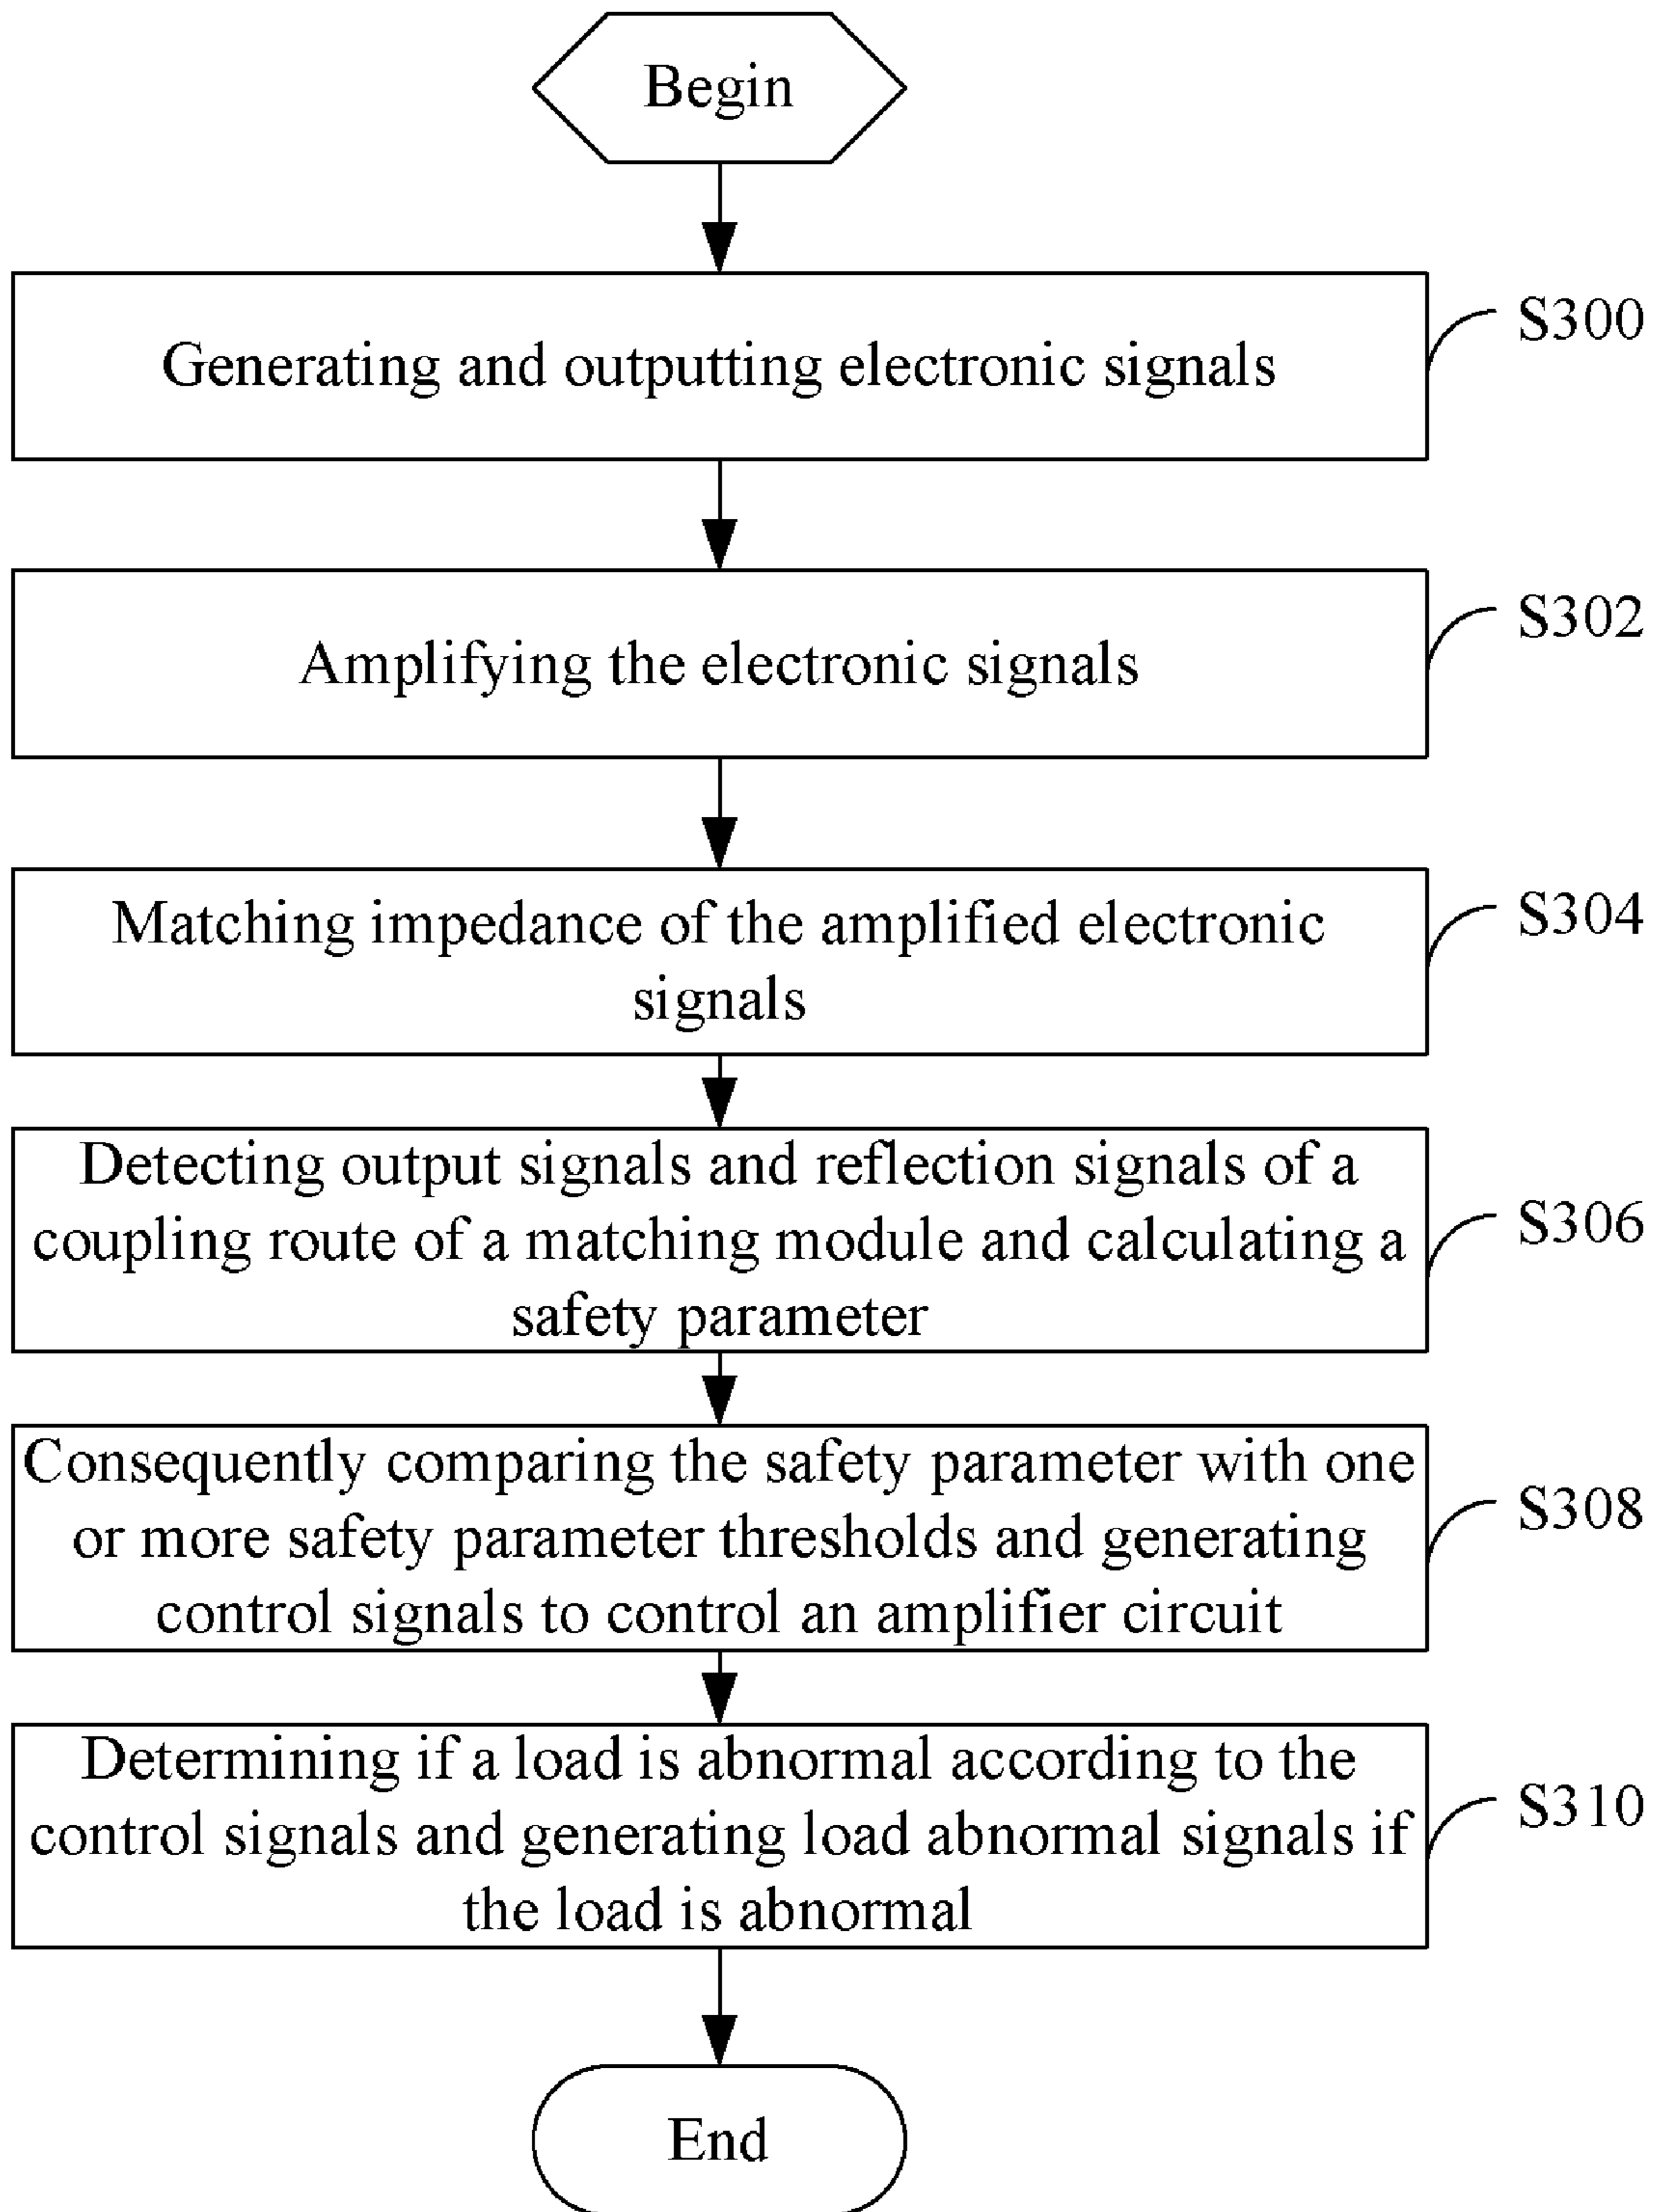 Begin
Generating and outputting electronic signals
S300
Amplifying the electronic signals
S302
Matching impedance of the amplified electronic
signals
S304
Detecting output signals and reflection signals of a
coupling route of a matching module and calculating a
safety parameter
S306
Consequently comparing the safety parameter with one
or more safety parameter thresholds and generating
control signals to control an amplifier circuit
S308
Determining if a load is abnormal according to the
control signals and generating load abnormal signals if
the load is abnormal
S310
End